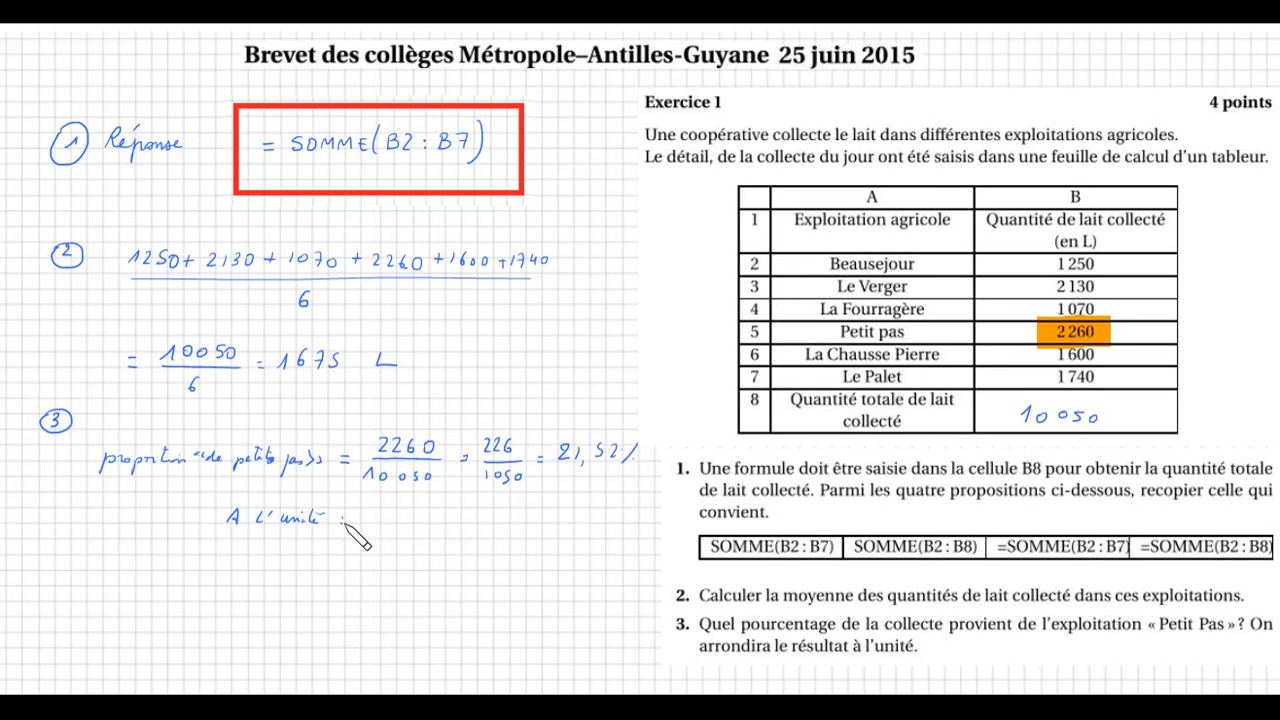 Brevet des collèges Métropole–Antilles-Guyane 25 juin 2015
① Réponse
= SOMME(B2 : B7)
②
1250+ 2130 + 1070 + 2260 + 1600 + 1740
6
= 10050/6 = 1675 L
③
proportion "de petits pas" = 2260/10 050 = 226/1050 = 21,52%
A L'unité :
Exercice 1 4 points
Une coopérative collecte le lait dans différentes exploitations agricoles.
Le détail, de la collecte du jour ont été saisis dans une feuille de calcul d'un tableur.
A B
1 Exploitation agricole Quantité de lait collecté
(en L)
2 Beausejour 1 250
3 Le Verger 2 130
4 La Fourragère 1 070
5 Petit pas 2 260
6 La Chausse Pierre 1 600
7 Le Palet 1 740
8 Quantité totale de lait
collecté 10 050
1. Une formule doit être saisie dans la cellule B8 pour obtenir la quantité totale
de lait collecté. Parmi les quatre propositions ci-dessous, recopier celle qui
convient.
SOMME(B2 : B7) SOMME(B2 : B8) =SOMME(B2 : B7) =SOMME(B2 : B8)
2. Calculer la moyenne des quantités de lait collecté dans ces exploitations.
3. Quel pourcentage de la collecte provient de l'exploitation « Petit Pas » ? On
arrondira le résultat à l'unité.